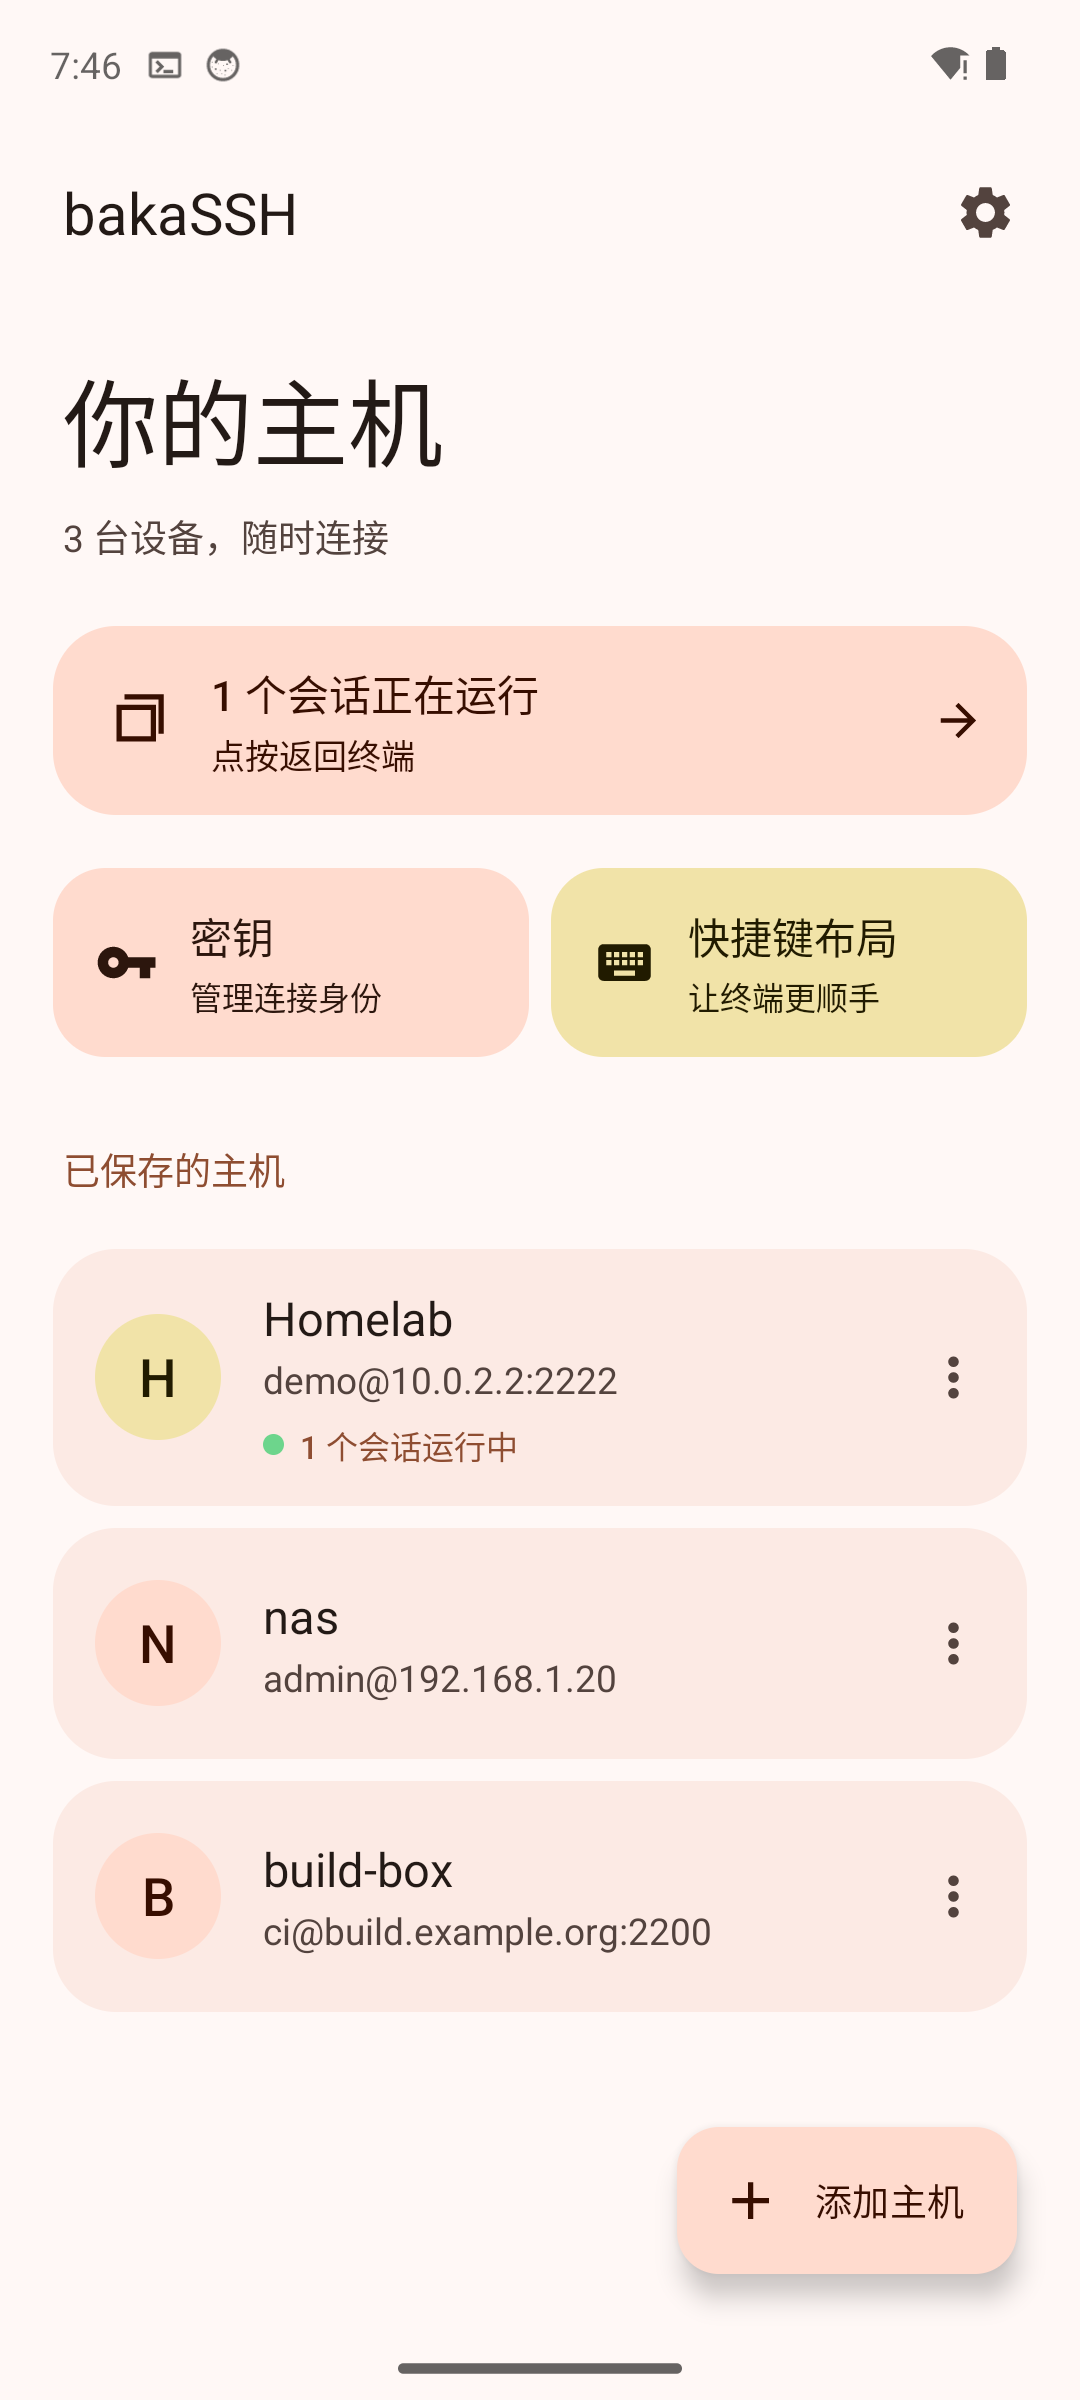 7:46
bakaSSH
你的主机
3 台设备，随时连接
1 个会话正在运行
点按返回终端
密钥
管理连接身份
快捷键布局
让终端更顺手
已保存的主机
H
Homelab
demo@10.0.2.2:2222
1 个会话运行中
N
nas
admin@192.168.1.20
B
build-box
ci@build.example.org:2200
添加主机